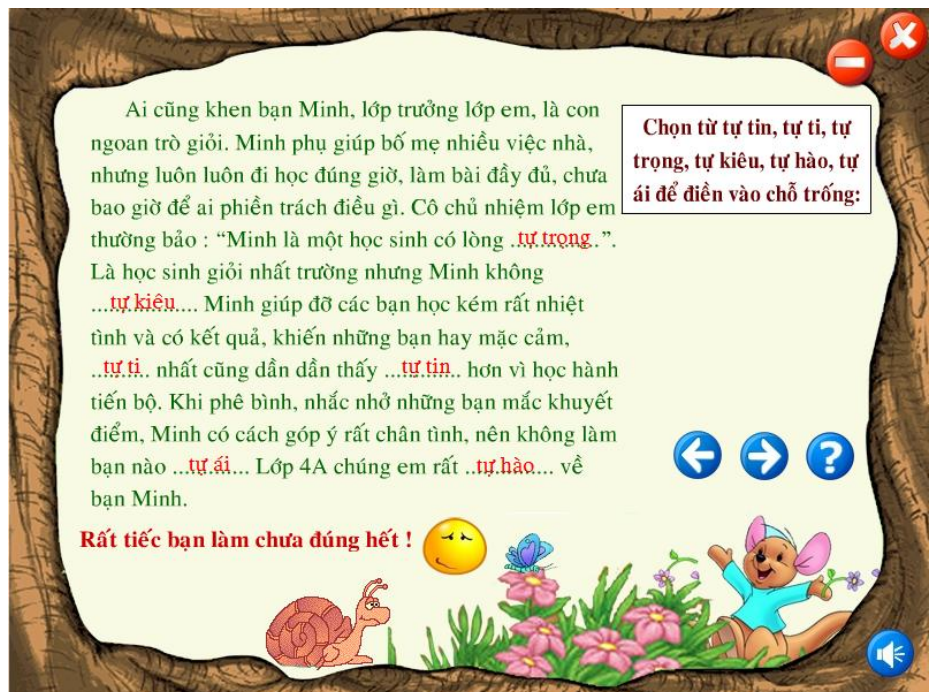 Ai cũng khen bạn Minh, lớp trưởng lớp em, là con
ngoan trò giỏi. Minh phụ giúp bố mẹ nhiều việc nhà,
nhưng luôn luôn đi học đúng giờ, làm bài đầy đủ, chưa
bao giờ để ai phiền trách điều gì. Cô chủ nhiệm lớp em
thường bảo : “Minh là một học sinh có lòng ..tự trọng..”.
Là học sinh giỏi nhất trường nhưng Minh không
...tự kiêu.... Minh giúp đỡ các bạn học kém rất nhiệt
tình và có kết quả, khiến những bạn hay mặc cảm,
..tự ti.. nhất cũng dần dần thấy ...tự tin.. hơn vì học hành
tiến bộ. Khi phê bình, nhắc nhở những bạn mắc khuyết
điểm, Minh có cách góp ý rất chân tình, nên không làm
bạn nào ...tự ái... Lớp 4A chúng em rất ..tự hào... về
bạn Minh.
Chọn từ tự tin, tự ti, tự
trọng, tự kiêu, tự hào, tự
ái để điền vào chỗ trống:
Rất tiếc bạn làm chưa đúng hết !
?